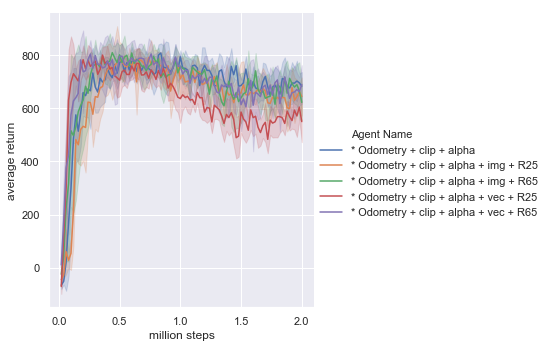 average return
800
600
400
200
0
0.0 0.5 1.0 1.5 2.0
million steps
Agent Name
* Odometry + clip + alpha
* Odometry + clip + alpha + img + R25
* Odometry + clip + alpha + img + R65
* Odometry + clip + alpha + vec + R25
* Odometry + clip + alpha + vec + R65